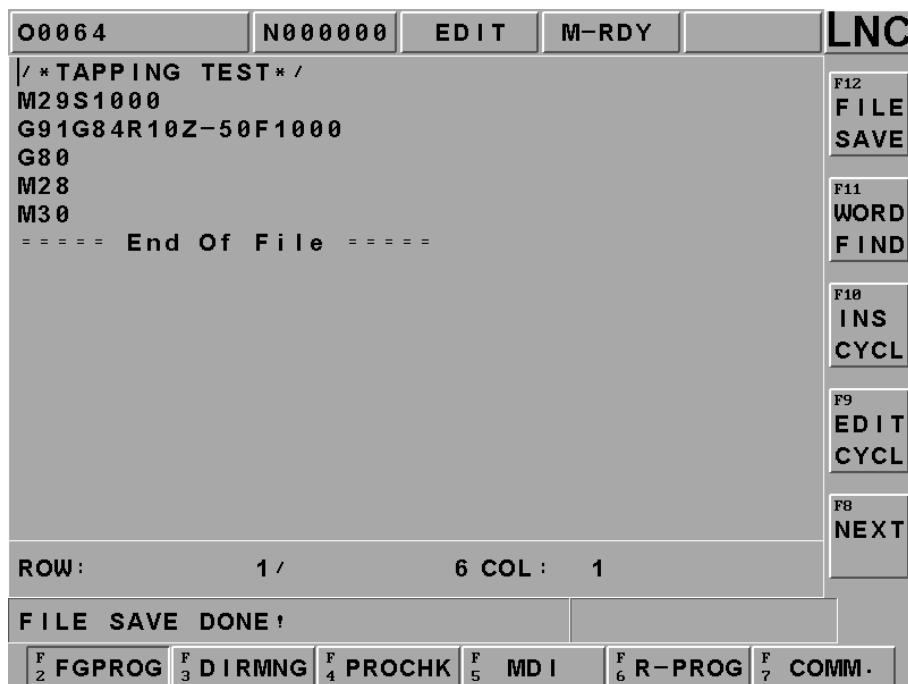 O0064 N000000 EDIT M-RDY LNC
/*TAPPING TEST*/
M29S1000
G91G84R10Z-50F1000
G80
M28
M30
===== End Of File =====
F12
FILE
SAVE
F11
WORD
FIND
F10
INS
CYCL
F9
EDIT
CYCL
F8
NEXT
ROW: 1/ 6 COL: 1
FILE SAVE DONE!
F2 FGPROG F3 DIRMNG F4 PROCHK F5 MDI F6 R-PROG F7 COMM.